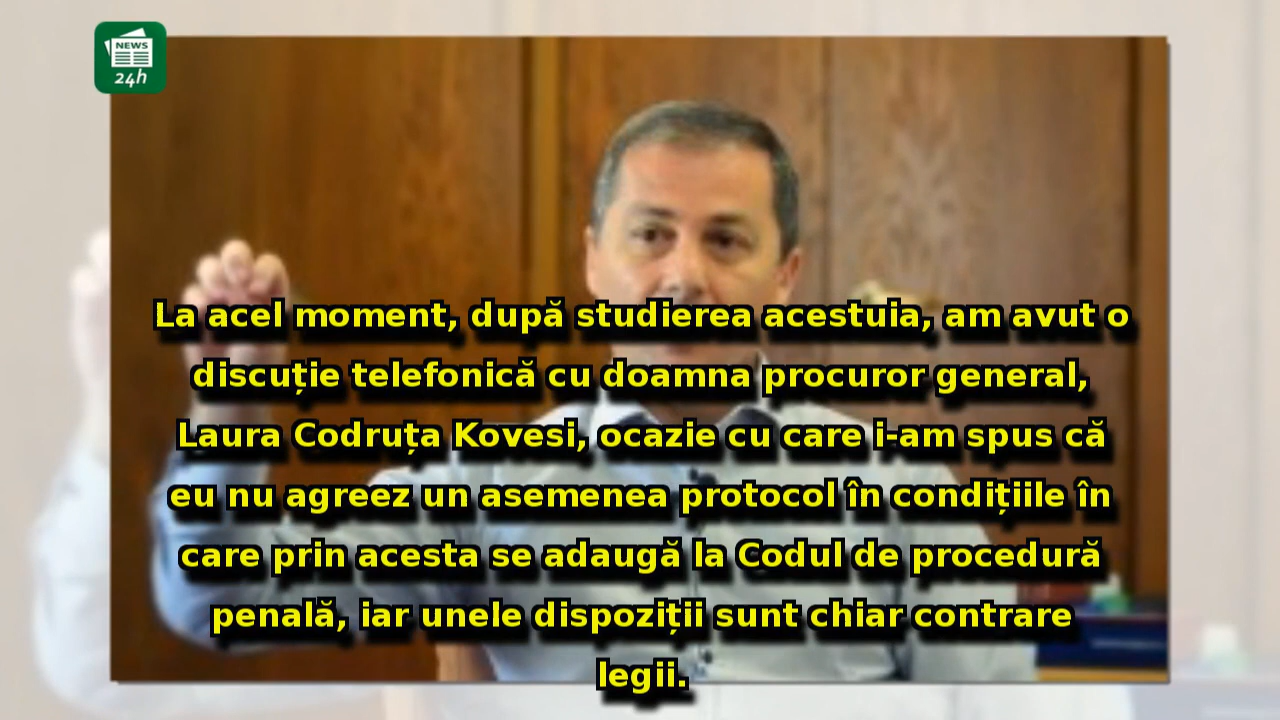 NEWS
24h
La acel moment, după studierea acestuia, am avut o
discuție telefonică cu doamna procuror general,
Laura Codruța Kovesi, ocazie cu care i-am spus că
eu nu agreez un asemenea protocol în condițiile în
care prin acesta se adaugă la Codul de procedură
penală, iar unele dispoziții sunt chiar contrare
legii.